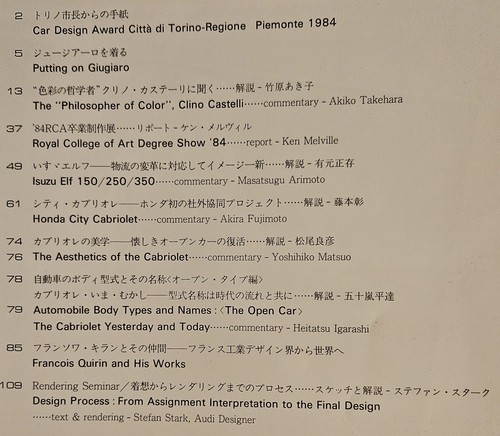 2 トリノ市長からの手紙
Car Design Award Città di Torino-Regione Piemonte 1984
5 ジュージアーロを着る
Putting on Giugiaro
13 "色彩の哲学者"クリノ・カステーリに聞く……解説－竹原あき子
The "Philosopher of Color", Clino Castelli……commentary - Akiko Takehara
37 '84RCA卒業制作展……リポート－ケン・メルヴィル
Royal College of Art Degree Show '84……report - Ken Melville
49 いすゞエルフ――物流の変革に対応してイメージ一新……解説－有元正存
Isuzu Elf 150/250/350……commentary - Masatsugu Arimoto
61 シティ・カブリオレ――ホンダ初の社外協同プロジェクト……解説－藤本彰
Honda City Cabriolet……commentary - Akira Fujimoto
74 カブリオレの美学――懐しきオープンカーの復活……解説－松尾良彦
76 The Aesthetics of the Cabriolet……commentary - Yoshihiko Matsuo
78 自動車のボディ型式とその名称〈オープン・タイプ編〉
カブリオレ・いま・むかし――型式名称は時代の流れと共に……解説－五十嵐平達
79 Automobile Body Types and Names：〈The Open Car〉
The Cabriolet Yesterday and Today……commentary - Heitatsu Igarashi
85 フランソワ・キランとその仲間――フランス工業デザイン界から世界へ
Francois Quirin and His Works
109 Rendering Seminar／着想からレンダリングまでのプロセス……スケッチと解説－ステファン・スターク
Design Process：From Assignment Interpretation to the Final Design
……text & rendering - Stefan Stark, Audi Designer